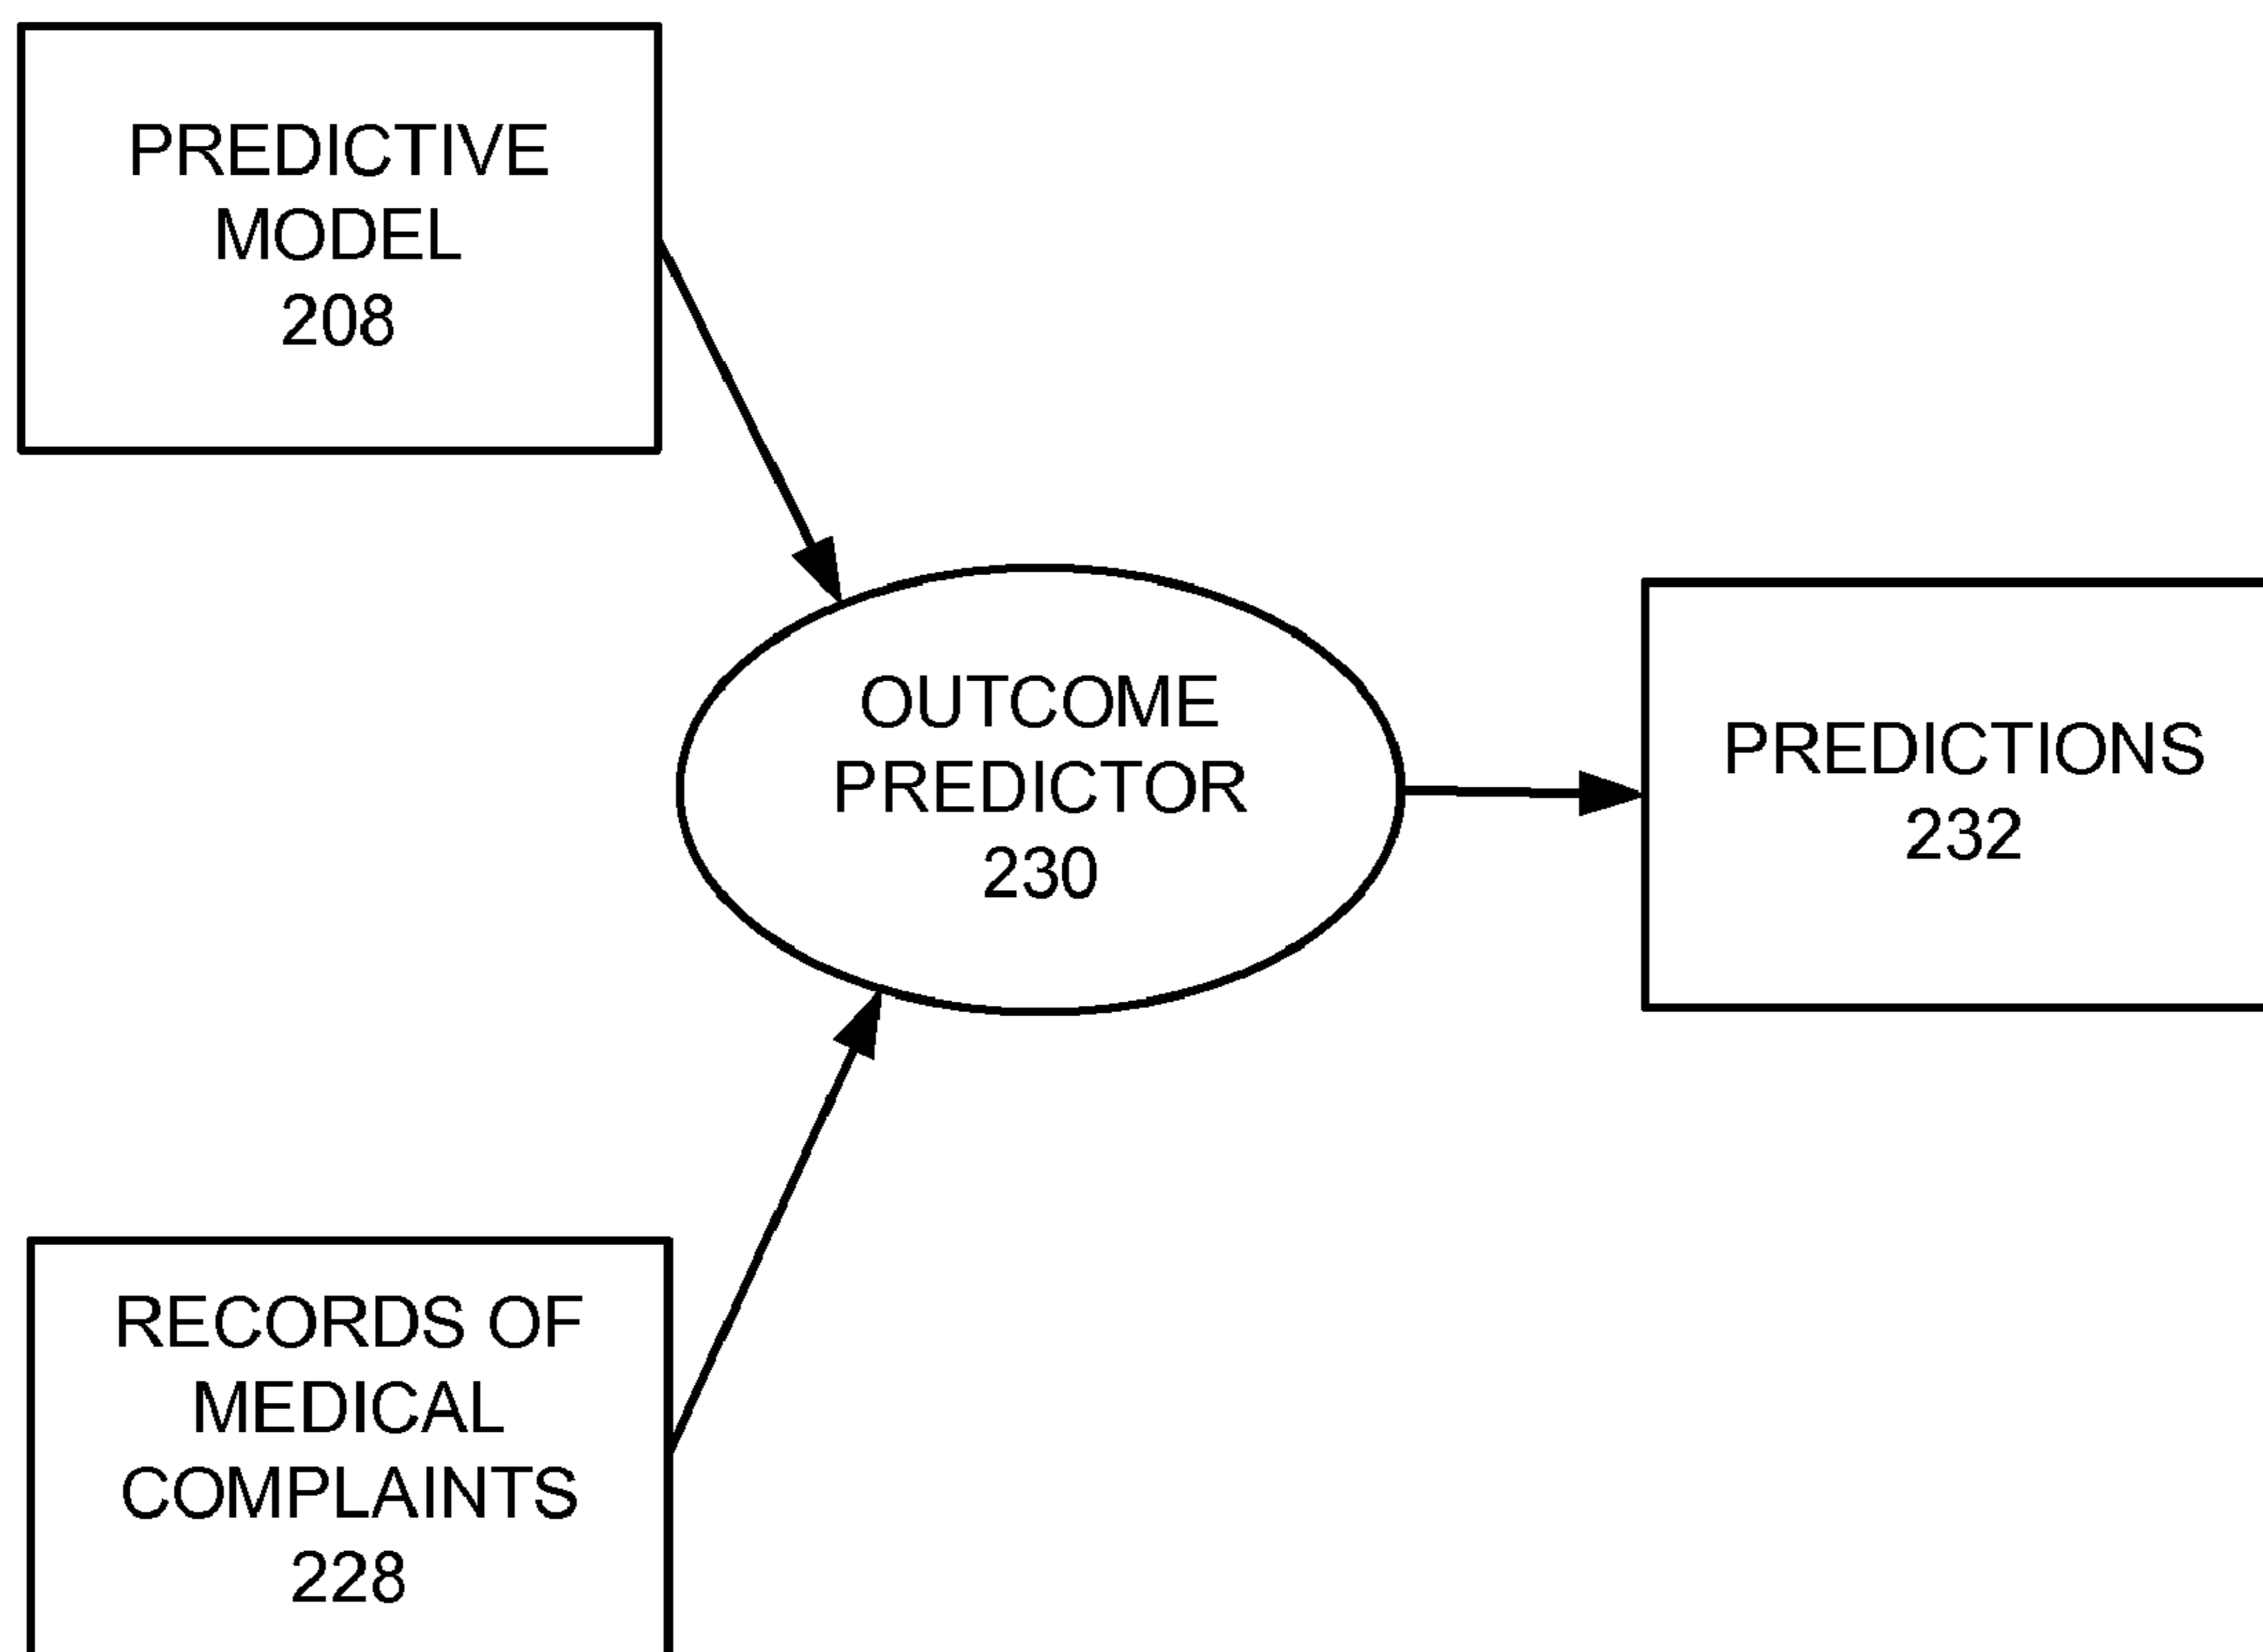 PREDICTIVE
MODEL
208
OUTCOME
PREDICTOR
230
PREDICTIONS
232
RECORDS OF
MEDICAL
COMPLAINTS
228